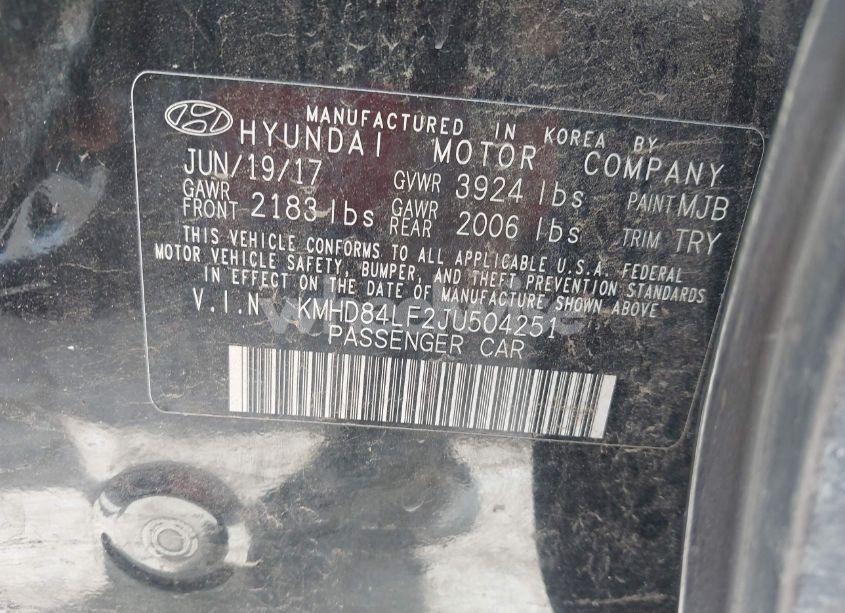 MANUFACTURED IN KOREA BY
HYUNDAI MOTOR COMPANY
JUN/19/17 GVWR 3924 lbs PAINT MJB
GAWR FRONT 2183 lbs GAWR REAR 2006 lbs TRIM TRY
THIS VEHICLE CONFORMS TO ALL APPLICABLE U.S.A. FEDERAL
MOTOR VEHICLE SAFETY, BUMPER, AND THEFT PREVENTION STANDARDS
IN EFFECT ON THE DATE OF MANUFACTURE SHOWN ABOVE
V.I.N KMHD84LF2JU504251
PASSENGER CAR